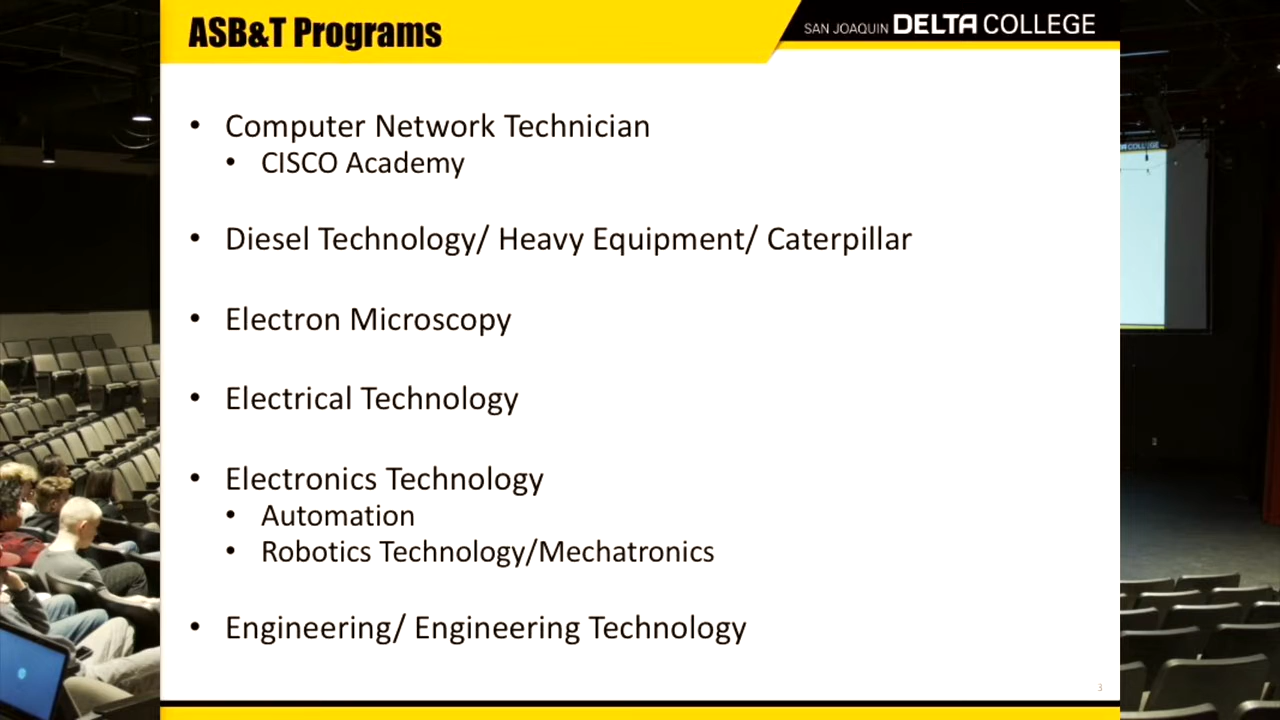 ASB&T Programs
SAN JOAQUIN DELTA COLLEGE
• Computer Network Technician
• CISCO Academy
• Diesel Technology/ Heavy Equipment/ Caterpillar
• Electron Microscopy
• Electrical Technology
• Electronics Technology
• Automation
• Robotics Technology/Mechatronics
• Engineering/ Engineering Technology
3